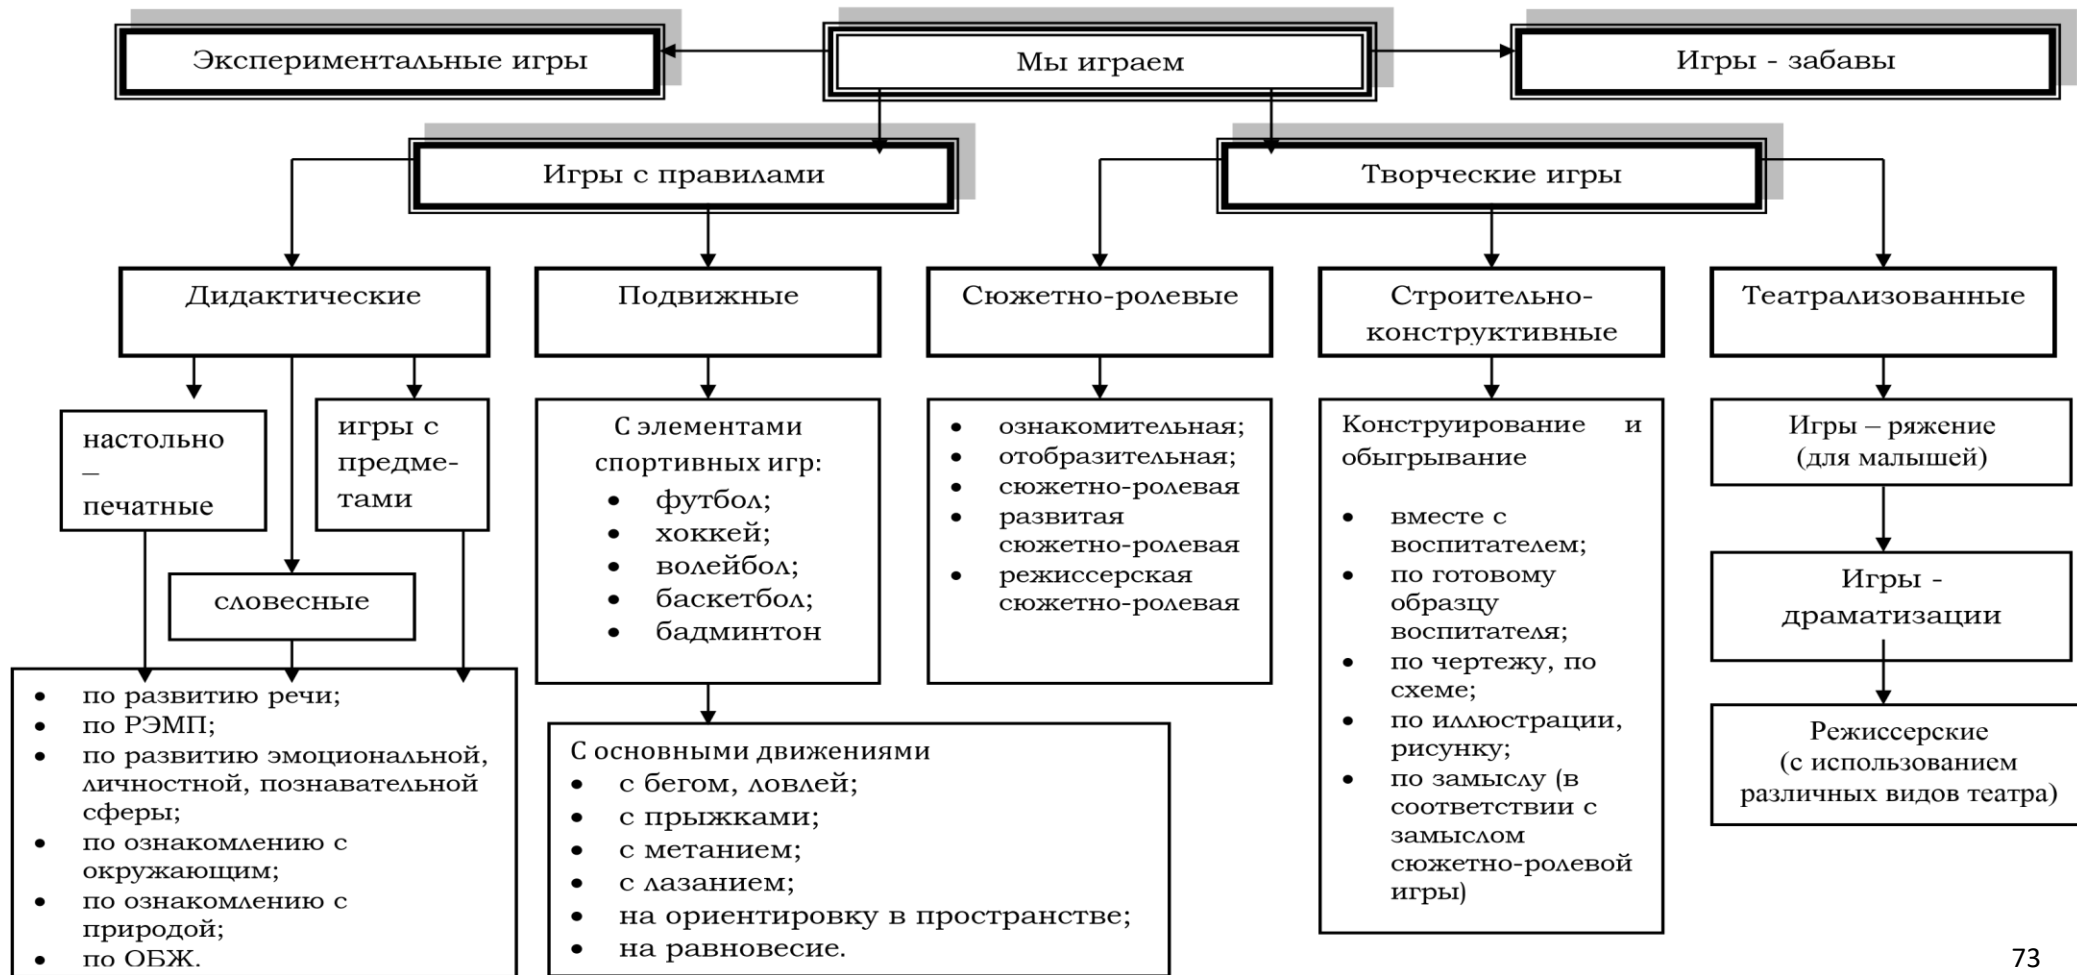 Экспериментальные игры
Мы играем
Игры - забавы
Игры с правилами
Творческие игры
Дидактические
Подвижные
Сюжетно-ролевые
Строительно-
конструктивные
Театрализованные
настольно
–
печатные
игры с
предме-
тами
словесные
• по развитию речи;
• по РЭМП;
• по развитию эмоциональной,
личностной, познавательной
сферы;
• по ознакомлению с
окружающим;
• по ознакомлению с
природой;
• по ОБЖ.
С элементами
спортивных игр:
• футбол;
• хоккей;
• волейбол;
• баскетбол;
• бадминтон
С основными движениями
• с бегом, ловлей;
• с прыжками;
• с метанием;
• с лазанием;
• на ориентировку в пространстве;
• на равновесие.
• ознакомительная;
• отобразительная;
• сюжетно-ролевая
• развитая
сюжетно-ролевая
• режиссерская
сюжетно-ролевая
Конструирование и
обыгрывание
• вместе с
воспитателем;
• по готовому
образцу
воспитателя;
• по чертежу, по
схеме;
• по иллюстрации,
рисунку;
• по замыслу (в
соответствии с
замыслом
сюжетно-ролевой
игры)
Игры – ряжение
(для малышей)
Игры -
драматизации
Режиссерские
(с использованием
различных видов театра)
73